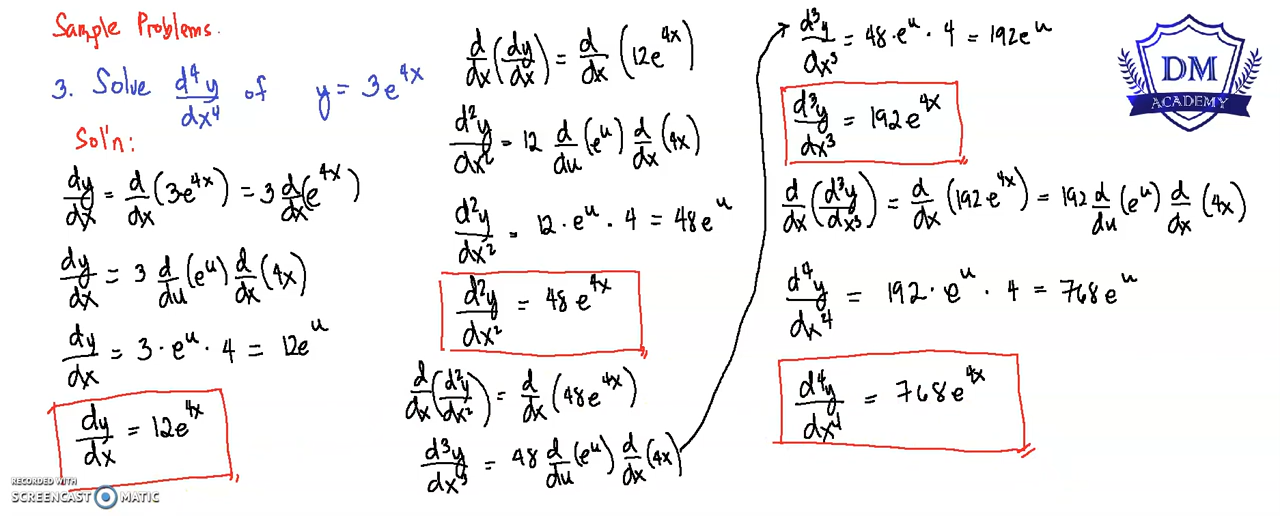 Sample Problems.
3. Solve d⁴y/dx⁴ of y = 3e^4x
Sol'n:
dy/dx = d/dx (3e^4x) = 3 d/dx (e^4x)
dy/dx = 3 d/du (e^u) d/dx (4x)
dy/dx = 3 · e^u · 4 = 12e^u
dy/dx = 12e^4x
d/dx (dy/dx) = d/dx (12e^4x)
d²y/dx² = 12 d/du (e^u) d/dx (4x)
d²y/dx² = 12 · e^u · 4 = 48e^u
d²y/dx² = 48e^4x
d/dx (d²y/dx²) = d/dx (48e^4x)
d³y/dx³ = 48 d/du (e^u) d/dx (4x)
d³y/dx³ = 48 · e^u · 4 = 192e^u
d³y/dx³ = 192e^4x
d/dx (d³y/dx³) = d/dx (192e^4x) = 192 d/du (e^u) d/dx (4x)
d⁴y/dx⁴ = 192 · e^u · 4 = 768e^u
d⁴y/dx⁴ = 768e^4x
DM
ACADEMY
RECORDED WITH
SCREENCAST MATIC